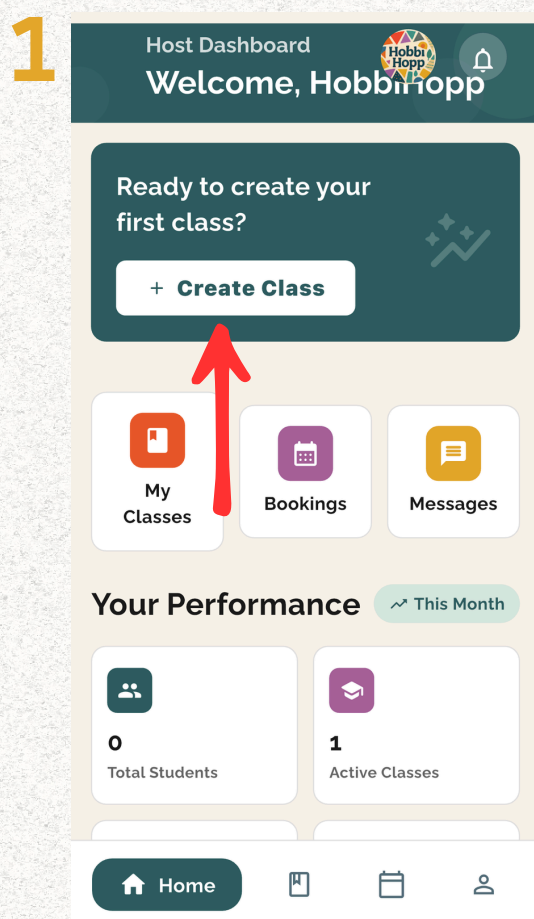 1
Host Dashboard
Hobbi
Hopp
Welcome, HobbiHopp
Ready to create your
first class?
+ Create Class
My
Classes
Bookings
Messages
Your Performance
This Month
0
Total Students
1
Active Classes
Home